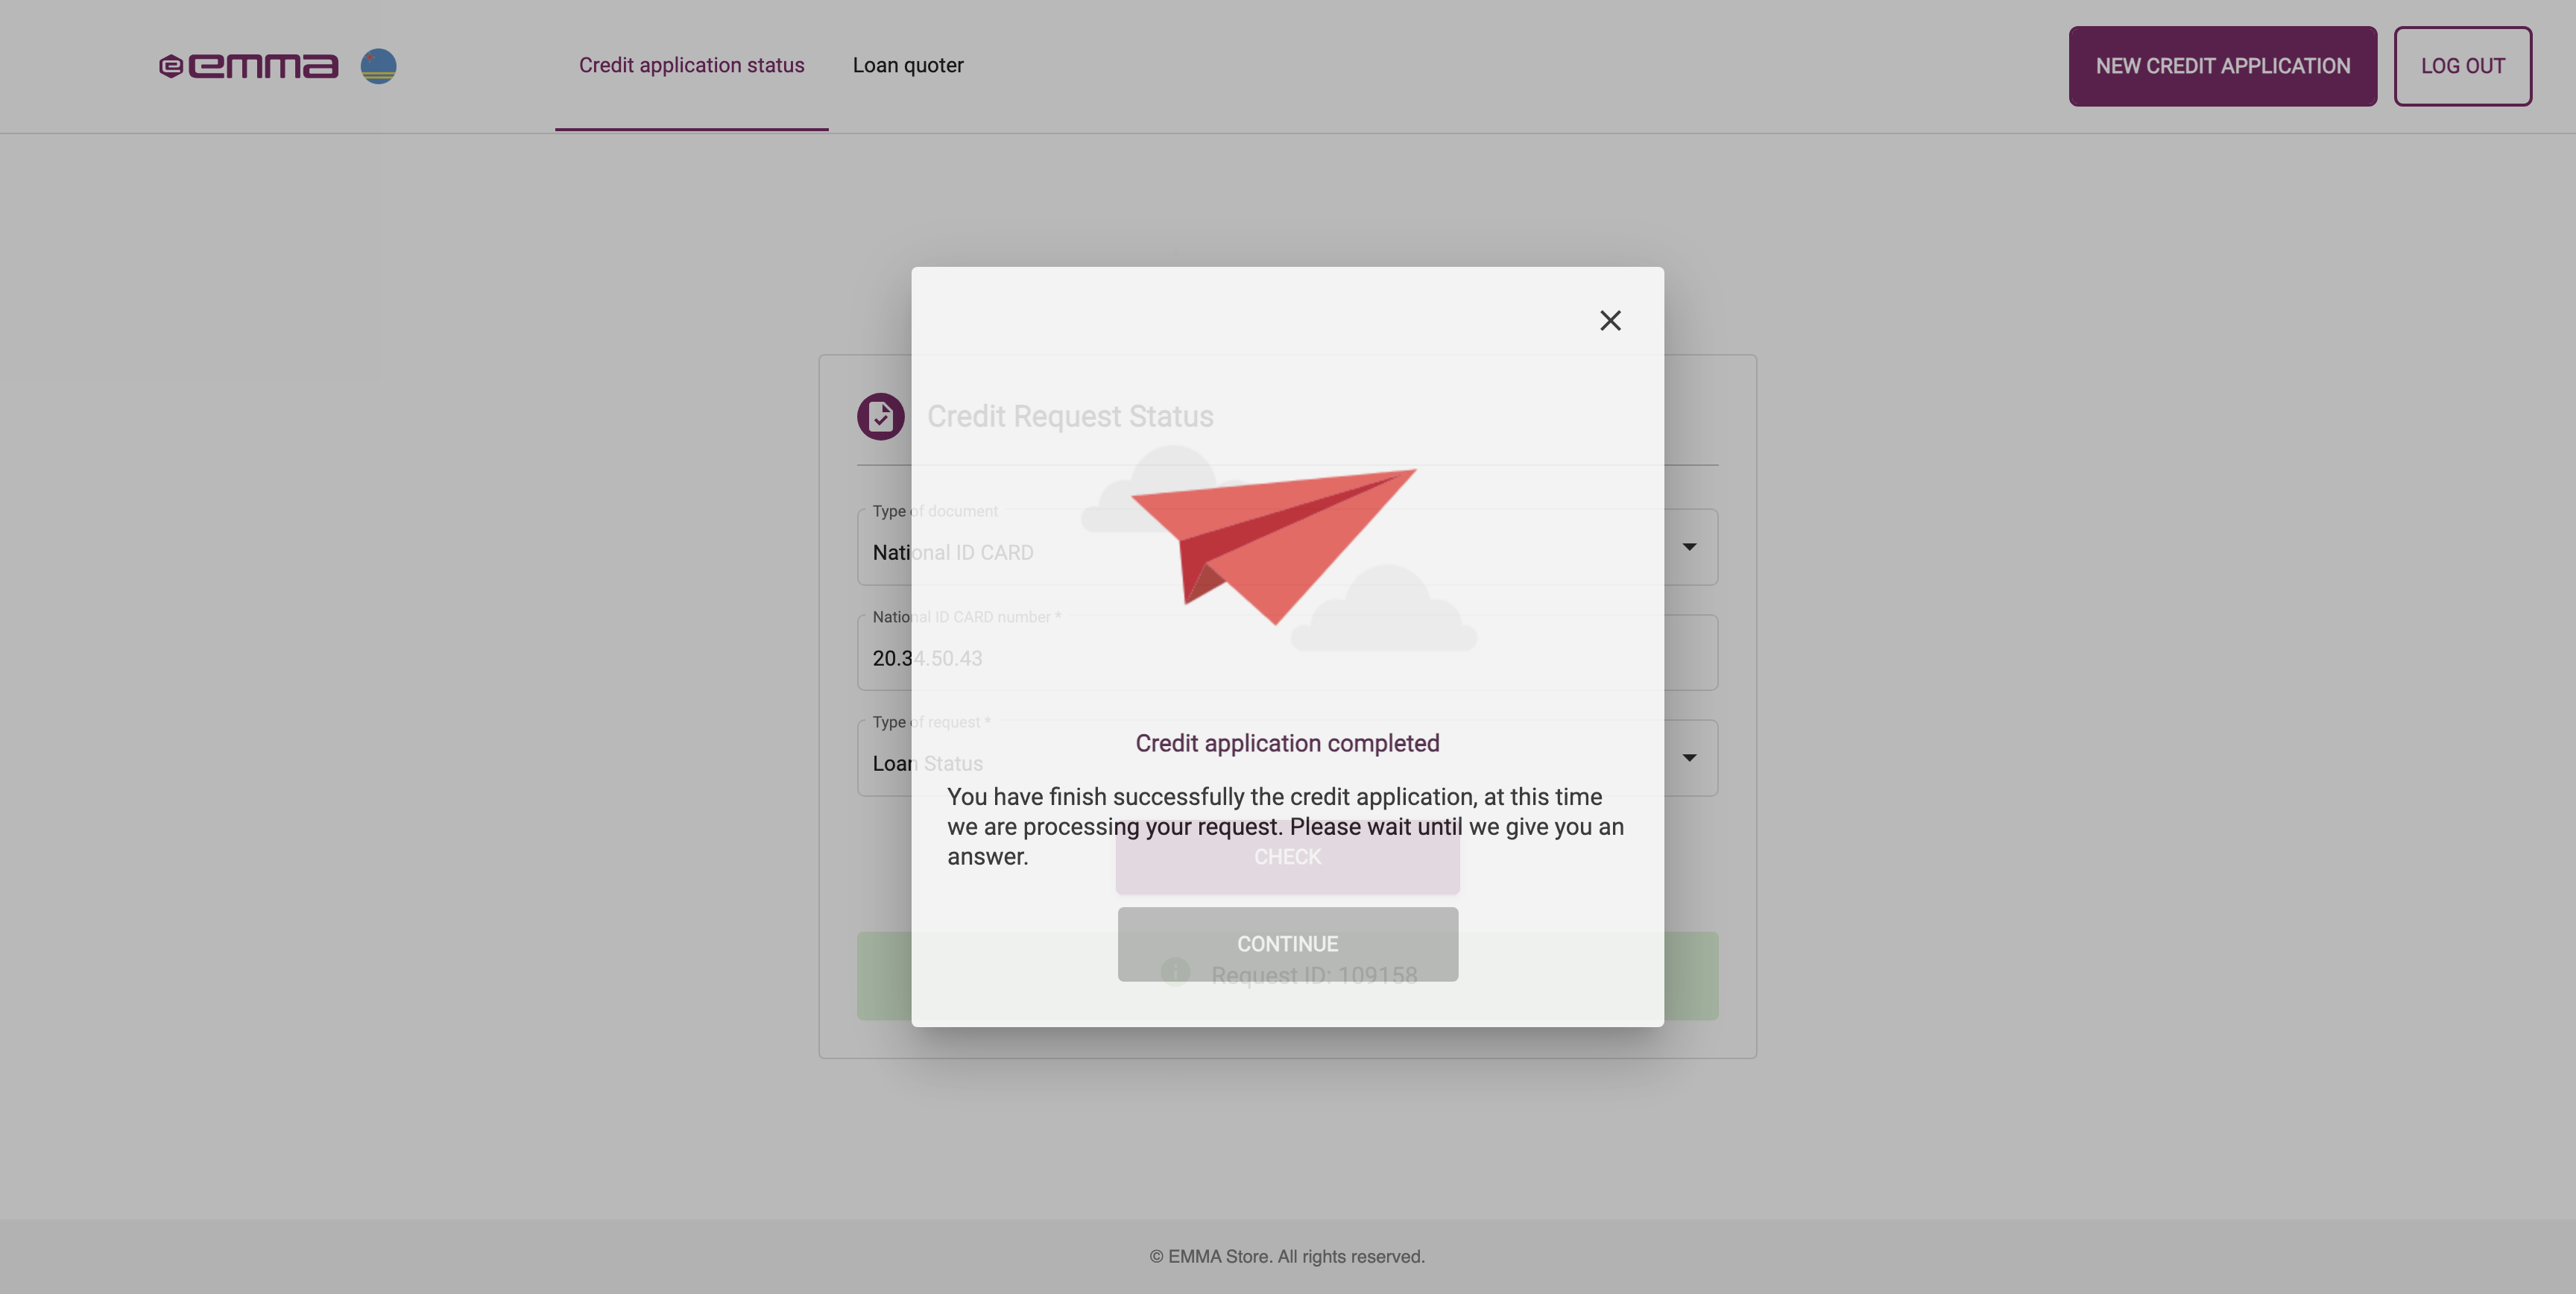 emma
Credit application status
Loan quoter
NEW CREDIT APPLICATION
LOG OUT
Credit Request Status
Type of document
National ID CARD
National ID CARD number *
20.34.50.43
Type of request *
Loan Status
Credit application completed
You have finish successfully the credit application, at this time
we are processing your request. Please wait until we give you an
answer.
CHECK
CONTINUE
Request ID: 109158
© EMMA Store. All rights reserved.